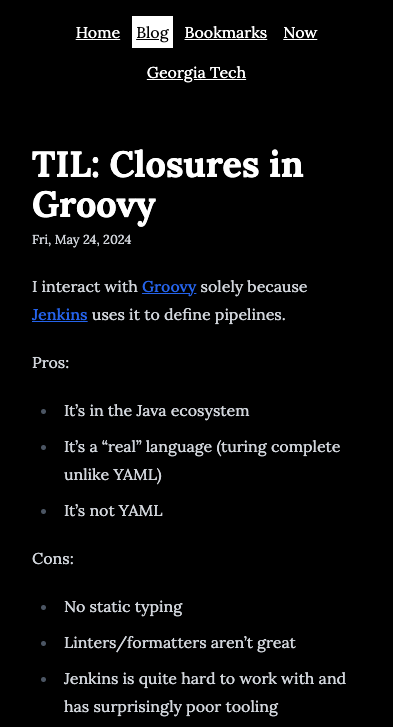 Home Blog Bookmarks Now
Georgia Tech
TIL: Closures in
Groovy
Fri, May 24, 2024
I interact with Groovy solely because
Jenkins uses it to define pipelines.
Pros:
It’s in the Java ecosystem
It’s a “real” language (turing complete
unlike YAML)
It’s not YAML
Cons:
No static typing
Linters/formatters aren’t great
Jenkins is quite hard to work with and
has surprisingly poor tooling